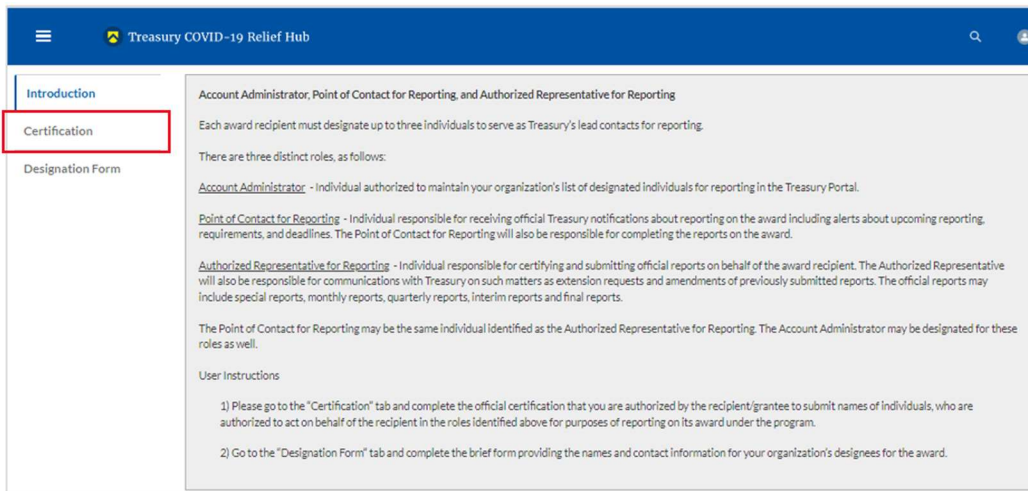 Treasury COVID-19 Relief Hub
Introduction
Certification
Designation Form
Account Administrator, Point of Contact for Reporting, and Authorized Representative for Reporting
Each award recipient must designate up to three individuals to serve as Treasury's lead contacts for reporting.
There are three distinct roles, as follows:
Account Administrator - Individual authorized to maintain your organization's list of designated individuals for reporting in the Treasury Portal.
Point of Contact for Reporting - Individual responsible for receiving official Treasury notifications about reporting on the award including alerts about upcoming reporting,
requirements, and deadlines. The Point of Contact for Reporting will also be responsible for completing the reports on the award.
Authorized Representative for Reporting - Individual responsible for certifying and submitting official reports on behalf of the award recipient. The Authorized Representative
will also be responsible for communications with Treasury on such matters as extension requests and amendments of previously submitted reports. The official reports may
include special reports, monthly reports, quarterly reports, interim reports and final reports.
The Point of Contact for Reporting may be the same individual identified as the Authorized Representative for Reporting. The Account Administrator may be designated for these
roles as well.
User Instructions
1) Please go to the "Certification" tab and complete the official certification that you are authorized by the recipient/grantee to submit names of individuals, who are
authorized to act on behalf of the recipient in the roles identified above for purposes of reporting on its award under the program.
2) Go to the "Designation Form" tab and complete the brief form providing the names and contact information for your organization's designees for the award.